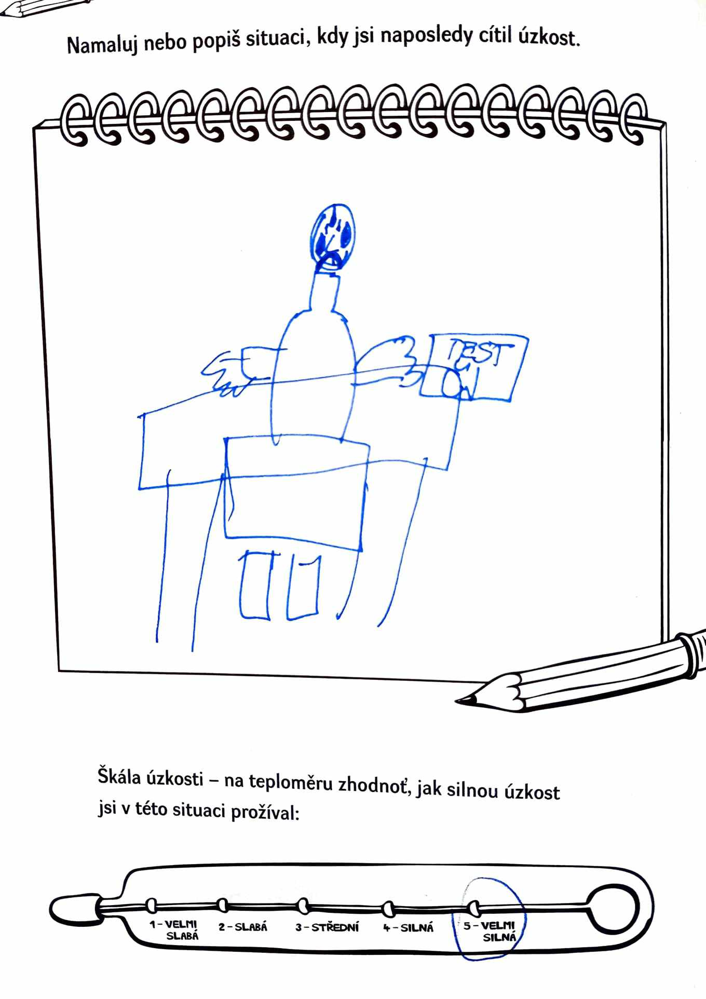 Namaluj nebo popiš situaci, kdy jsi naposledy cítil úzkost.
TEST
Škála úzkosti – na teploměru zhodnoť, jak silnou úzkost
jsi v této situaci prožíval:
1 – VELMI SLABÁ
2 – SLABÁ
3 – STŘEDNÍ
4 – SILNÁ
5 – VELMI SILNÁ